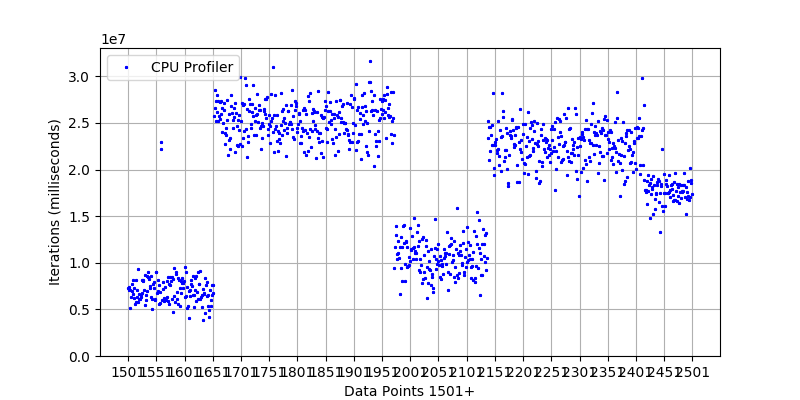 1e7
CPU Profiler
3.0
2.5
2.0
1.5
1.0
0.5
0.0
Iterations (milliseconds)
1501 1551 1601 1651 1701 1751 1801 1851 1901 1951 2001 2051 2101 2151 2201 2251 2301 2351 2401 2451 2501
Data Points 1501+